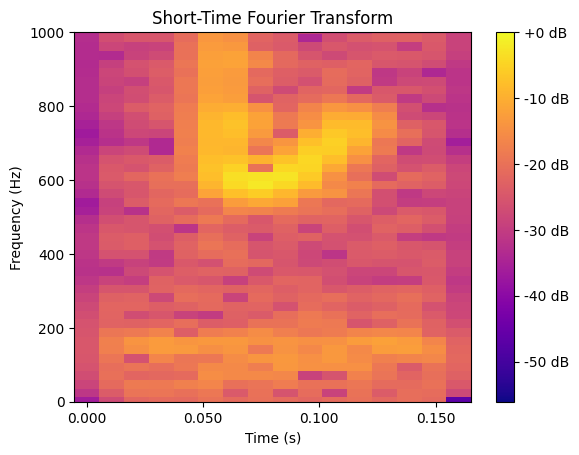 Short-Time Fourier Transform
Frequency (Hz)
1000
800
600
400
200
0
0.000
0.050
0.100
0.150
Time (s)
+0 dB
-10 dB
-20 dB
-30 dB
-40 dB
-50 dB